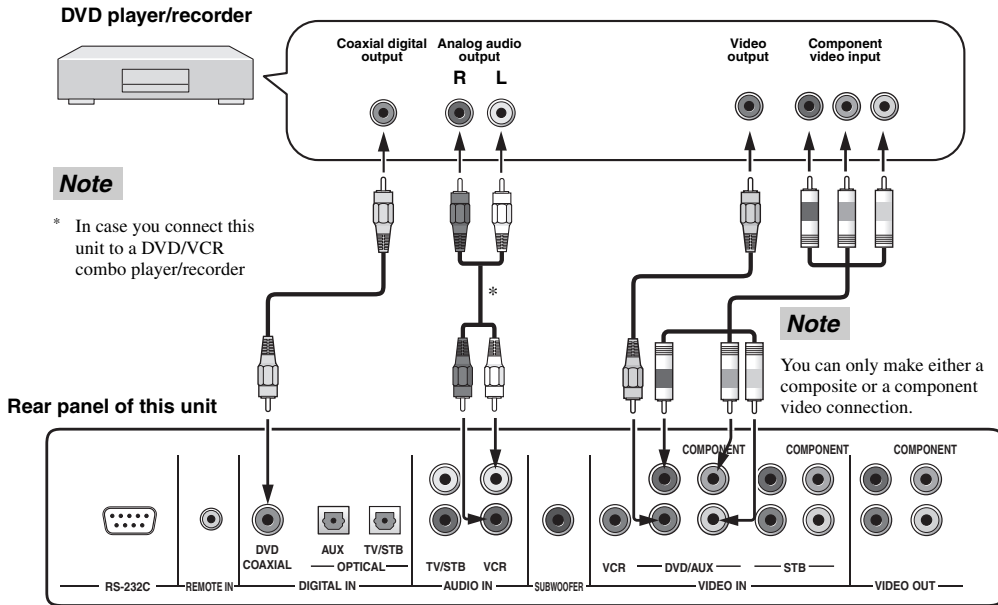 DVD player/recorder
Coaxial digital output
Analog audio output
R L
Video output
Component video input
Note
* In case you connect this
unit to a DVD/VCR
combo player/recorder
*
Note
You can only make either a
composite or a component
video connection.
Rear panel of this unit
COMPONENT
COMPONENT
COMPONENT
DVD
COAXIAL
AUX
TV/STB
OPTICAL
TV/STB
VCR
VCR
DVD/AUX
STB
RS-232C
REMOTE IN
DIGITAL IN
AUDIO IN
SUBWOOFER
VIDEO IN
VIDEO OUT